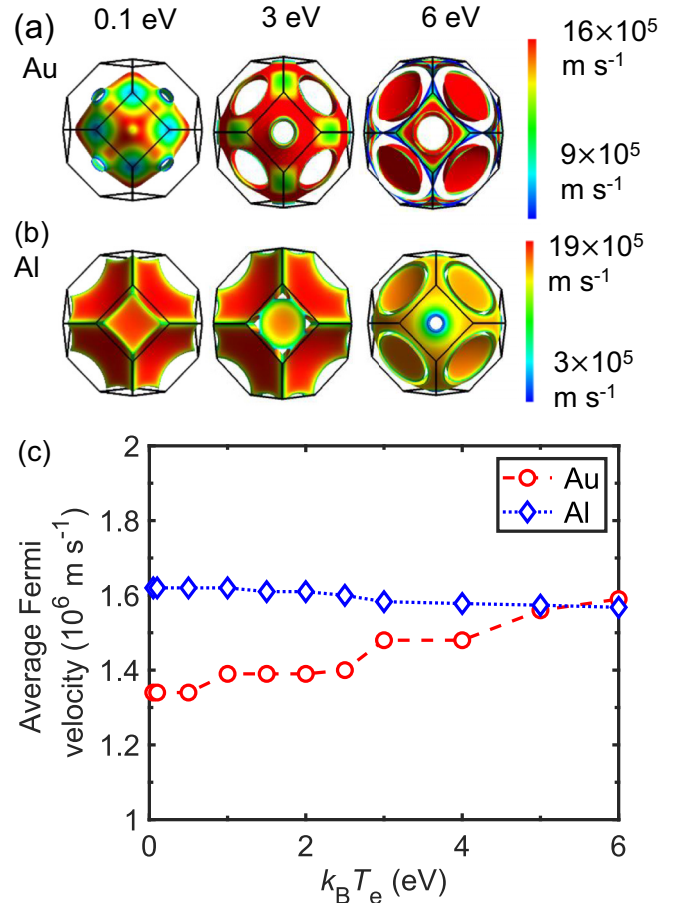 (a) 0.1 eV 3 eV 6 eV
Au
16×10⁵
m s⁻¹
9×10⁵
m s⁻¹
(b)
Al
19×10⁵
m s⁻¹
3×10⁵
m s⁻¹
(c)
2
1.8
1.6
1.4
1.2
1
Average Fermi
velocity (10⁶ m s⁻¹)
Au
Al
0 2 4 6
k_BT_e (eV)